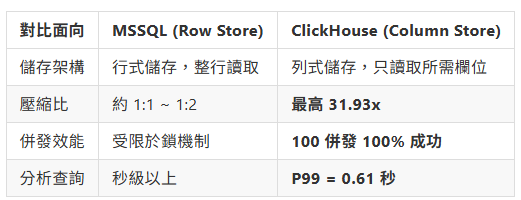 對比面向 MSSQL (Row Store) ClickHouse (Column Store)
儲存架構 行式儲存，整行讀取 列式儲存，只讀取所需欄位
壓縮比 約 1:1 ~ 1:2 最高 31.93x
併發效能 受限於鎖機制 100 併發 100% 成功
分析查詢 秒級以上 P99 = 0.61 秒